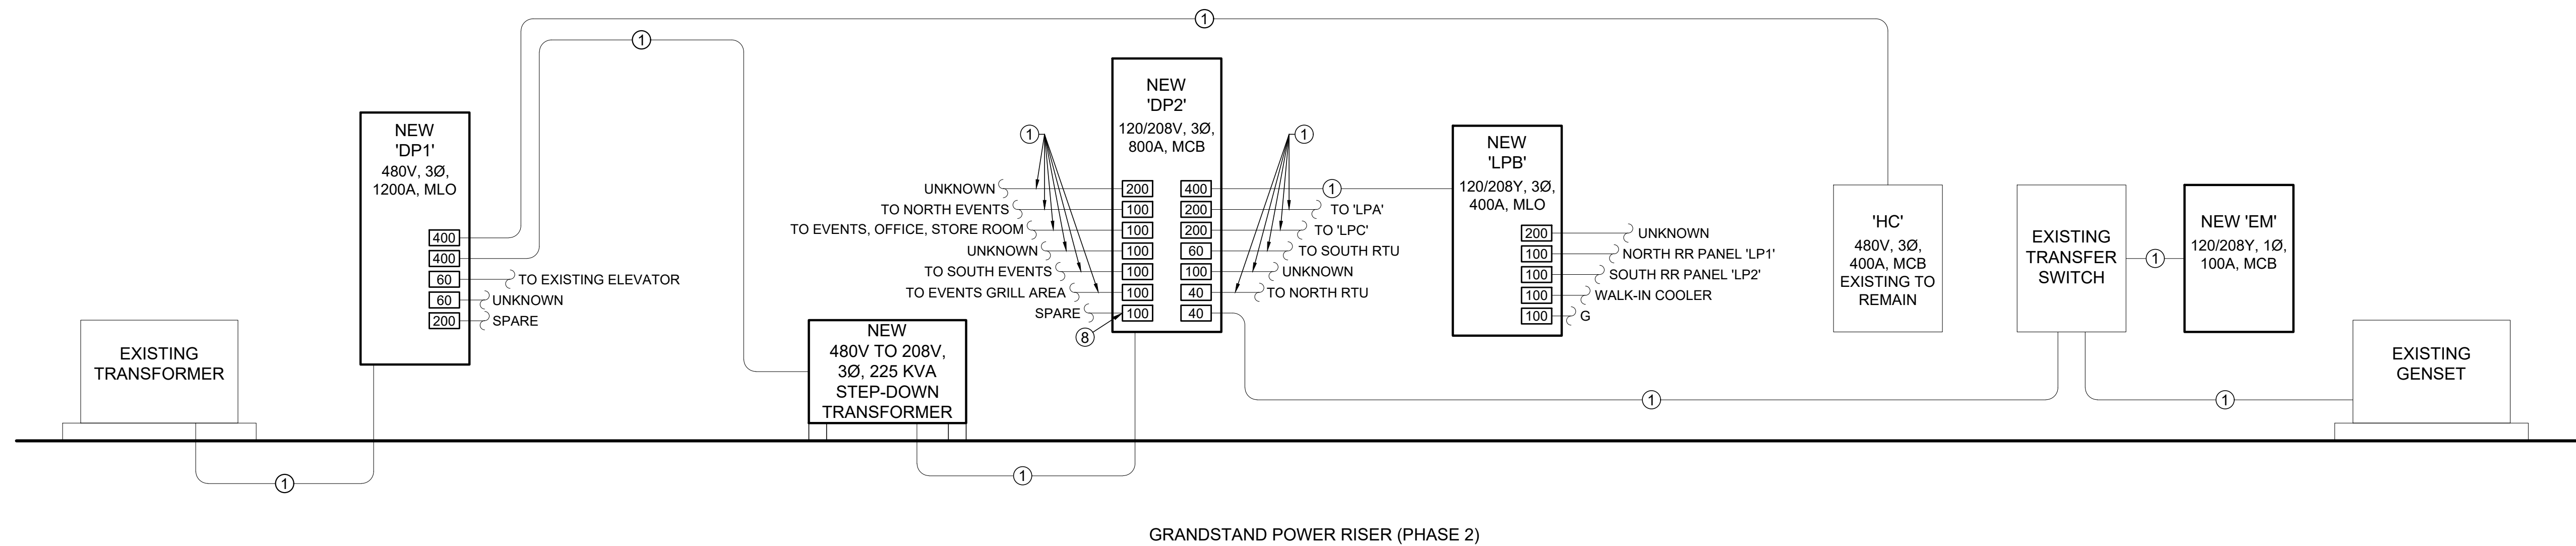 1
1
NEW
'DP1'
480V, 3Ø,
1200A, MLO
400
400
60 TO EXISTING ELEVATOR
60 UNKNOWN
200 SPARE
EXISTING
TRANSFORMER
1
NEW
480V TO 208V,
3Ø, 225 KVA
STEP-DOWN
TRANSFORMER
1
NEW
'DP2'
120/208V, 3Ø,
800A, MCB
1
1
UNKNOWN 200
TO NORTH EVENTS 100
TO EVENTS, OFFICE, STORE ROOM 100
UNKNOWN 100
TO SOUTH EVENTS 100
TO EVENTS GRILL AREA 100
SPARE 100
8
400 1
200 TO 'LPA'
200 TO 'LPC'
60 TO SOUTH RTU
100 UNKNOWN
40 TO NORTH RTU
40
NEW
'LPB'
120/208Y, 3Ø,
400A, MLO
200 UNKNOWN
100 NORTH RR PANEL 'LP1'
100 SOUTH RR PANEL 'LP2'
100 WALK-IN COOLER
100 G
1
'HC'
480V, 3Ø,
400A, MCB
EXISTING TO
REMAIN
EXISTING
TRANSFER
SWITCH
1
NEW 'EM'
120/208Y, 1Ø,
100A, MCB
1
EXISTING
GENSET
GRANDSTAND POWER RISER (PHASE 2)